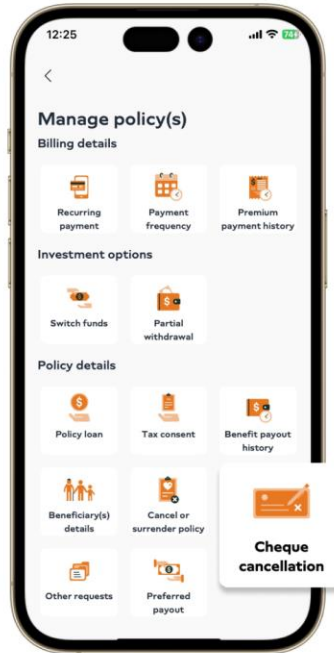 12:25
74
Manage policy(s)
Billing details
Recurring
payment
Payment
frequency
Premium
payment history
Investment options
Switch funds
Partial
withdrawal
Policy details
Policy loan
Tax consent
Benefit payout
history
Beneficiary(s)
details
Cancel or
surrender policy
Cheque
cancellation
Other requests
Preferred
payout